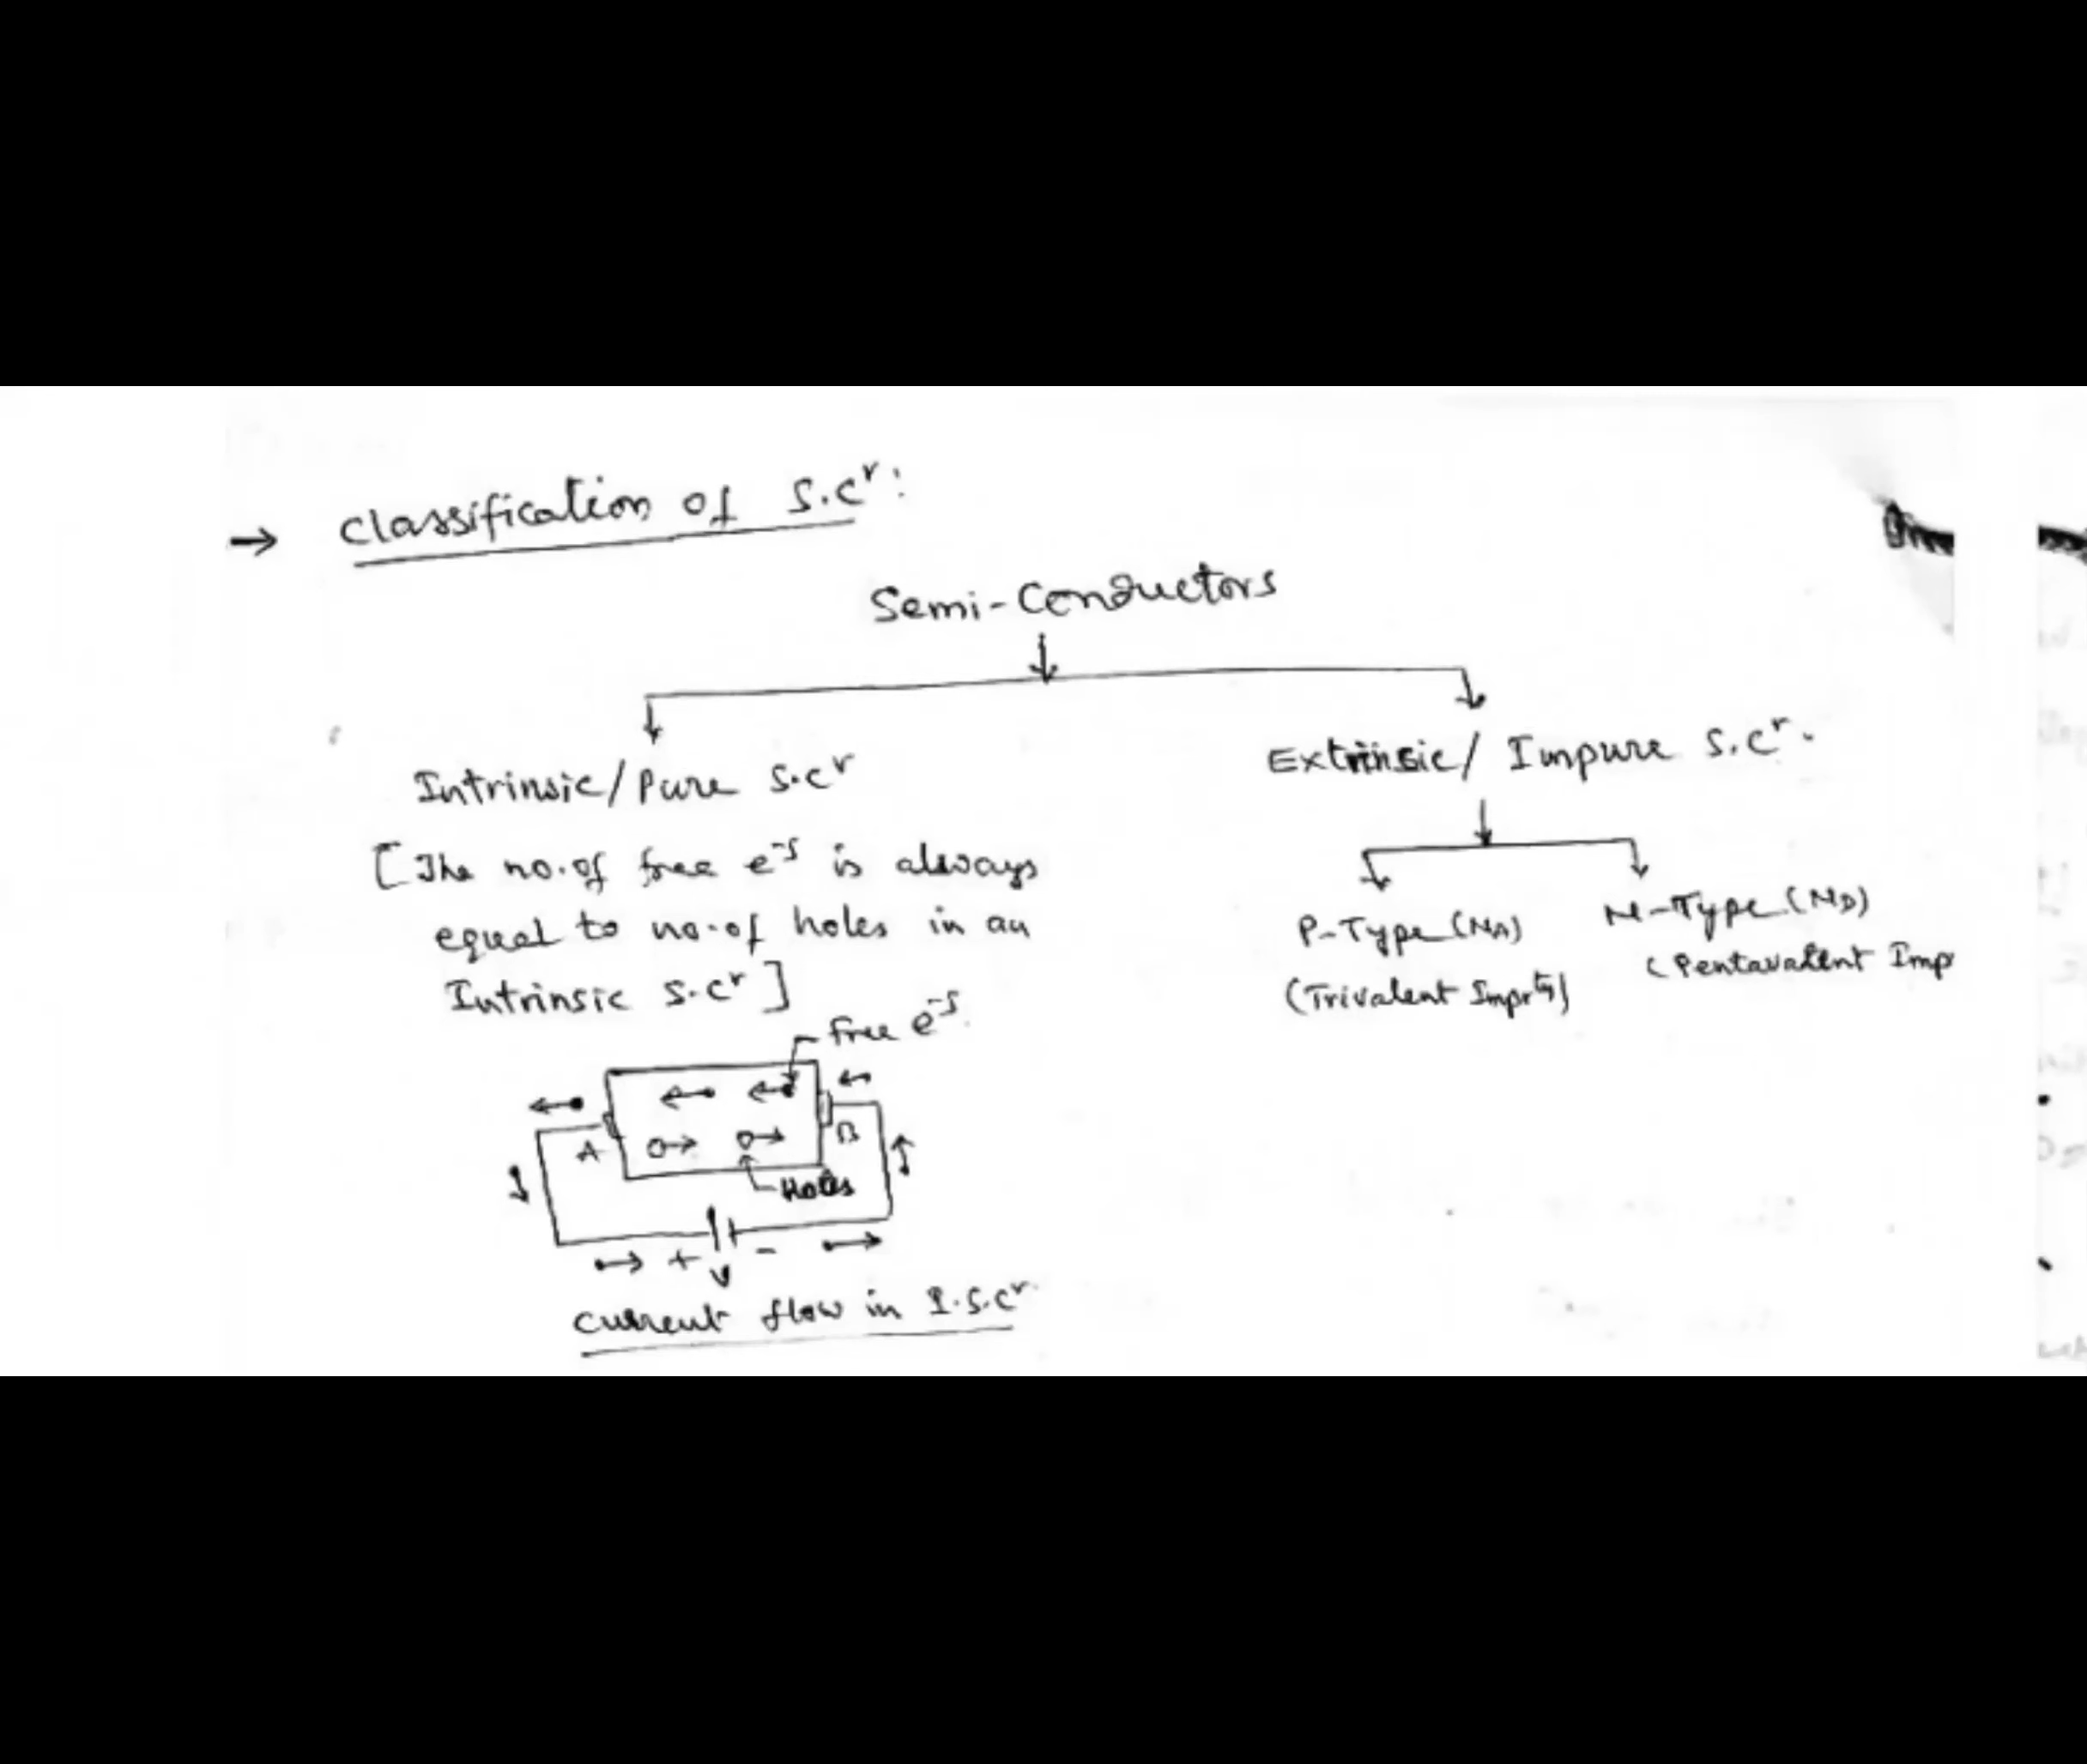 → Classification of S.Cʳ:
Semi-Conductors
Intrinsic/Pure S.Cʳ
[The no.of free e⁻ˢ is always
equal to no.of holes in an
Intrinsic S.Cʳ]
Free e⁻ˢ
A
B
Holes
+ -
V
Current flow in I.S.Cʳ
Extrinsic/ Impure S.Cʳ.
P-Type (NA)
(Trivalent Imprᵗʸ)
N-Type (ND)
(Pentavalent Imp